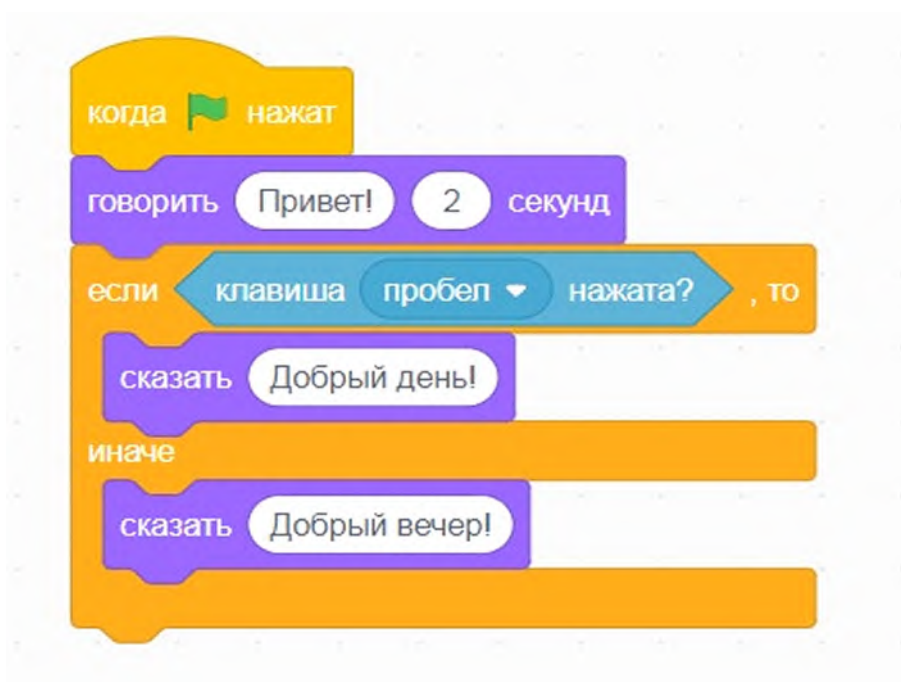 когда нажат
говорить Привет! 2 секунд
если клавиша пробел нажата? , то
сказать Добрый день!
иначе
сказать Добрый вечер!